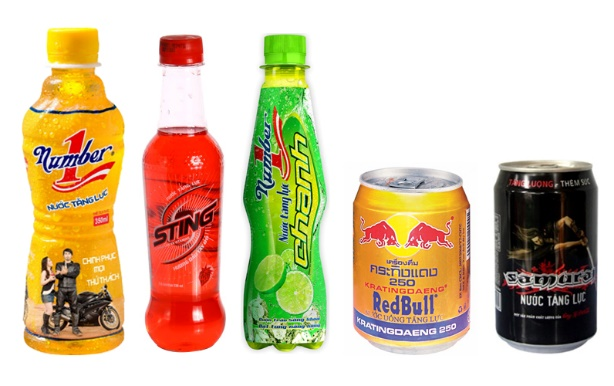 Number
1
NƯỚC TĂNG LỰC
350ml
CHINH PHỤC
MỌI
THỬ THÁCH
STING
Number
1
Nước tăng lực
chanh
เครื่องดื่ม
กระทิงแดง
250
KRATINGDAENG®
RedBull
NƯỚC UỐNG TĂNG LỰC
KRATINGDAENG 250
THÊM SỨC
Samurai
NƯỚC TĂNG LỰC